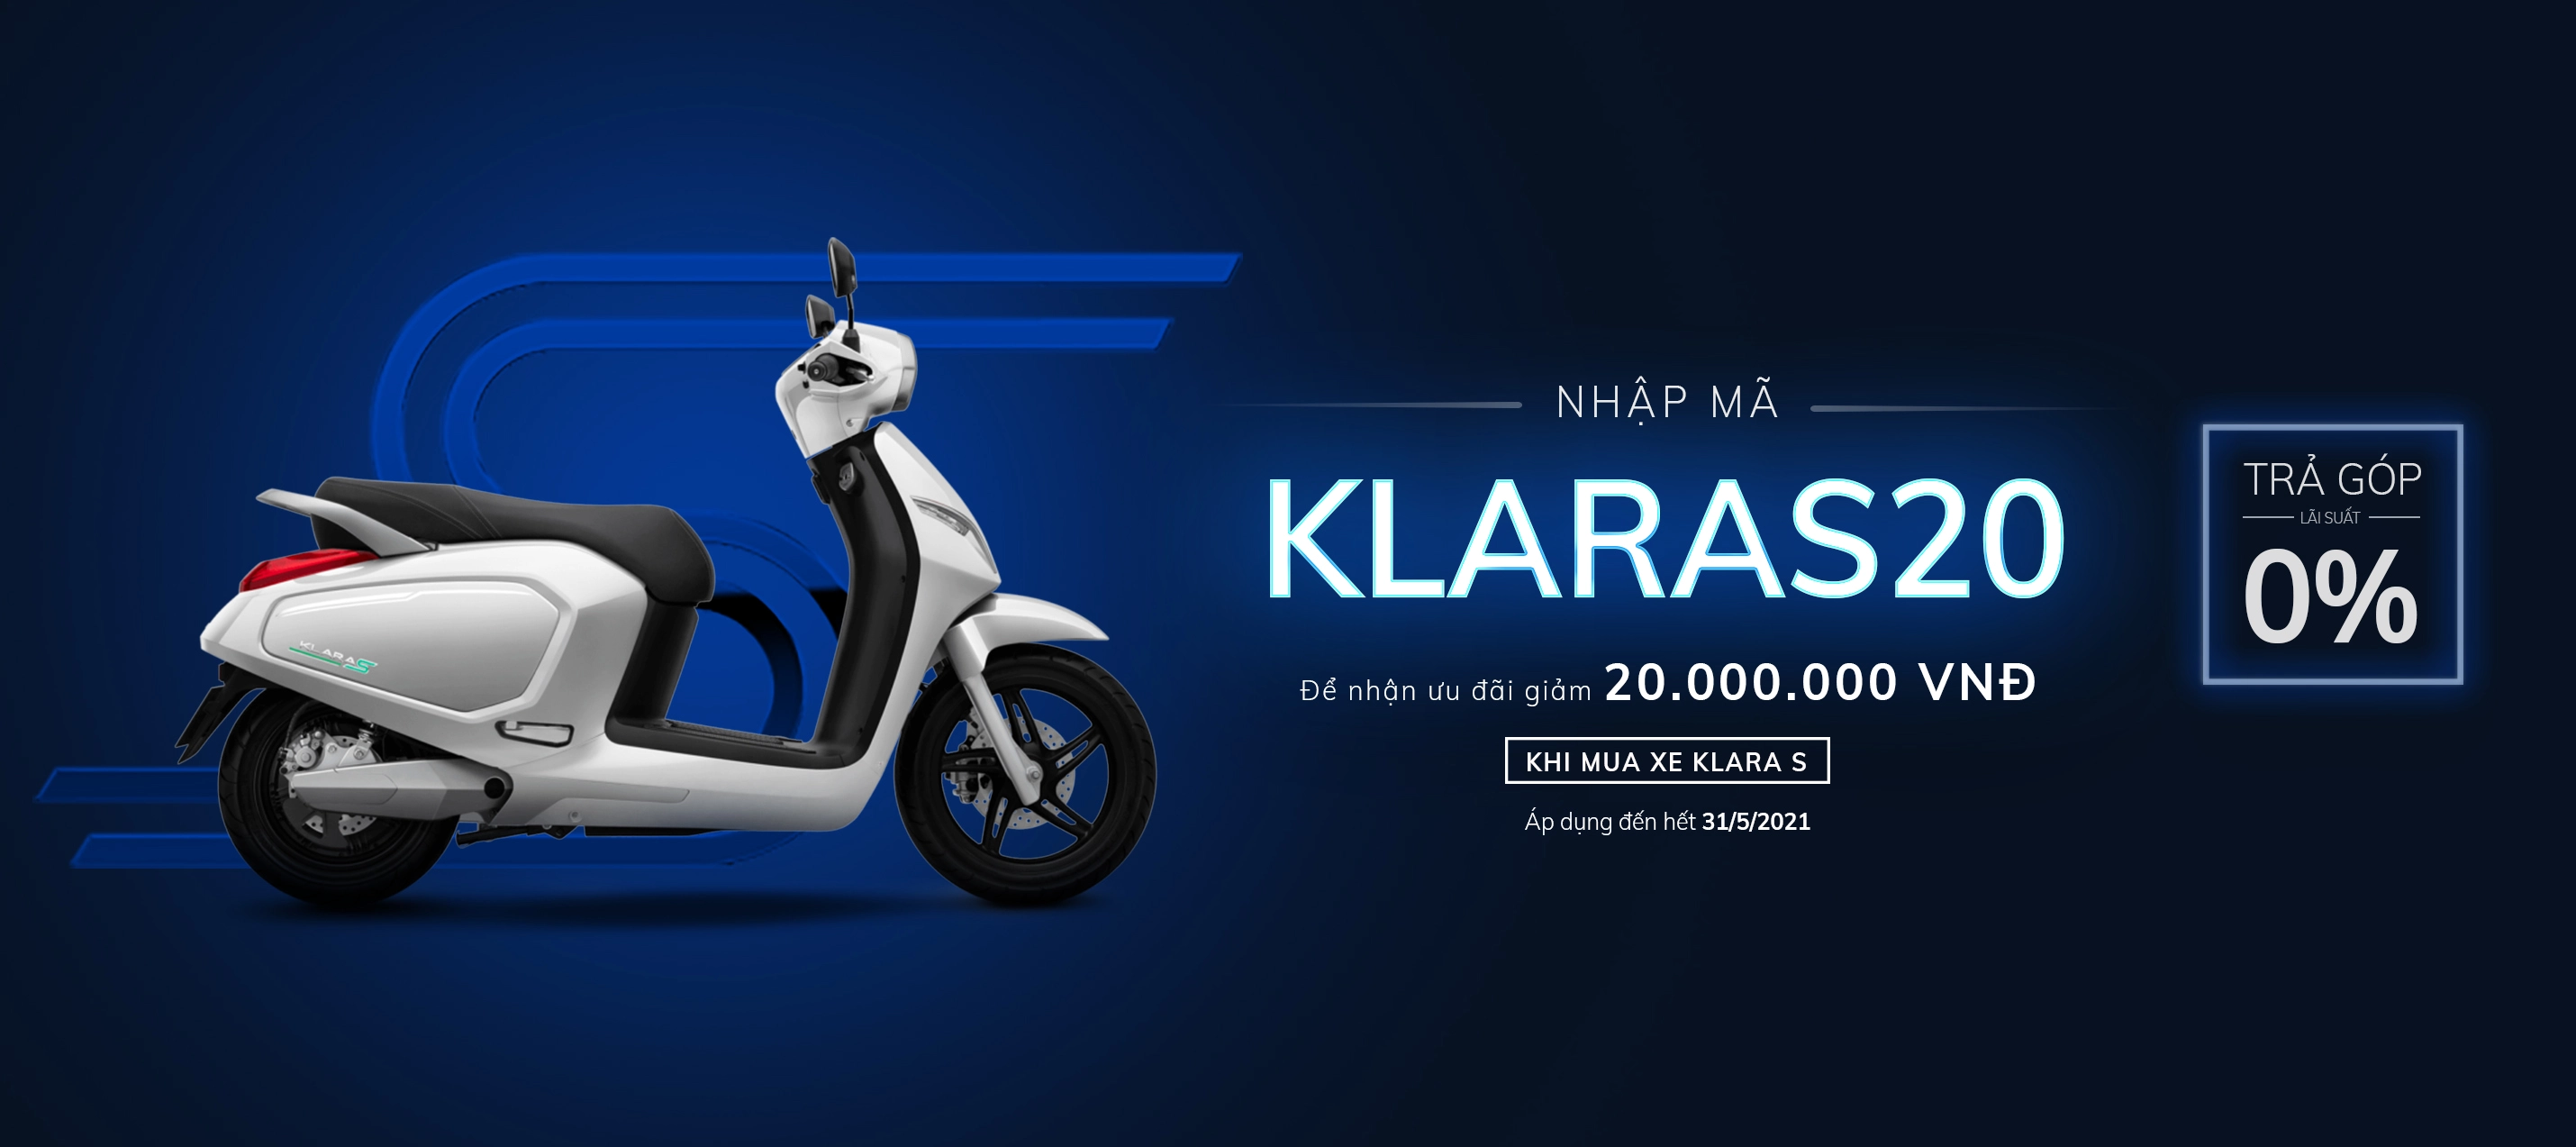 NHẬP MÃ
KLARAS20
Để nhận ưu đãi giảm 20.000.000 VNĐ
KHI MUA XE KLARA S
Áp dụng đến hết 31/5/2021
TRẢ GÓP
LÃI SUẤT
0%
KLARA S